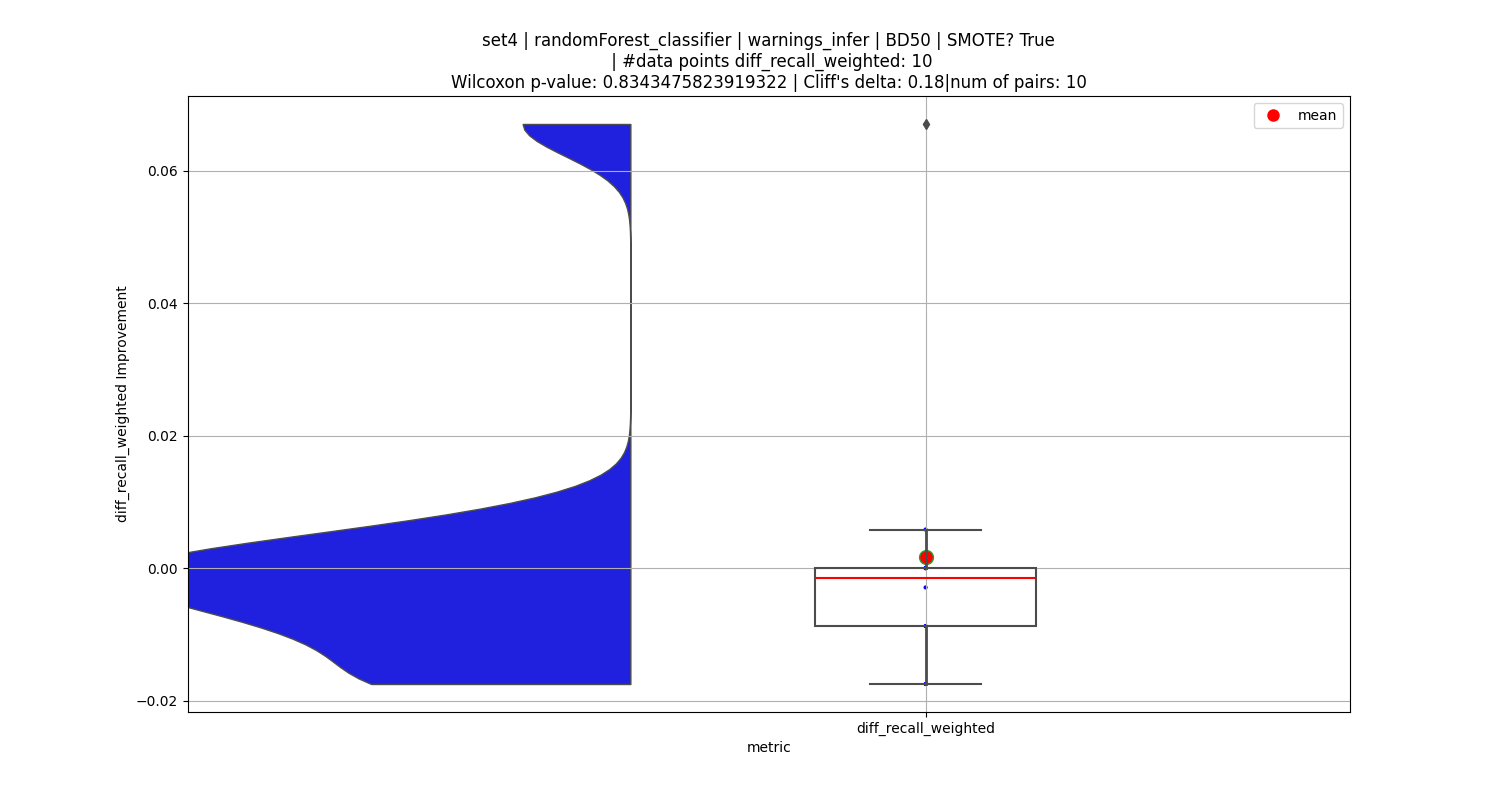 set4 | randomForest_classifier | warnings_infer | BD50 | SMOTE? True
| #data points diff_recall_weighted: 10
Wilcoxon p-value: 0.8343475823919322 | Cliff's delta: 0.18|num of pairs: 10
mean
0.06
0.04
0.02
0.00
−0.02
diff_recall_weighted Improvement
diff_recall_weighted
metric